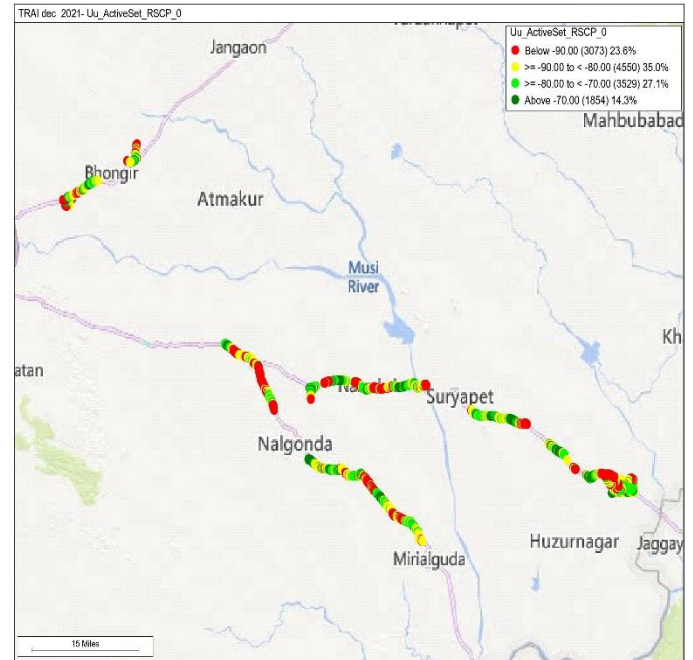 TRAI dec 2021- Uu_ActiveSet_RSCP_0
Uu_ActiveSet_RSCP_0
Below -90.00 (3073) 23.6%
>= -90.00 to < -80.00 (4550) 35.0%
>= -80.00 to < -70.00 (3529) 27.1%
Above -70.00 (1854) 14.3%
Jangaon
Mahbubabad
Bhongir
Atmakur
Musi
River
Kh
atan
Suryapet
Nalgonda
Huzurnagar
Jaggay
Mirialguda
15 Miles